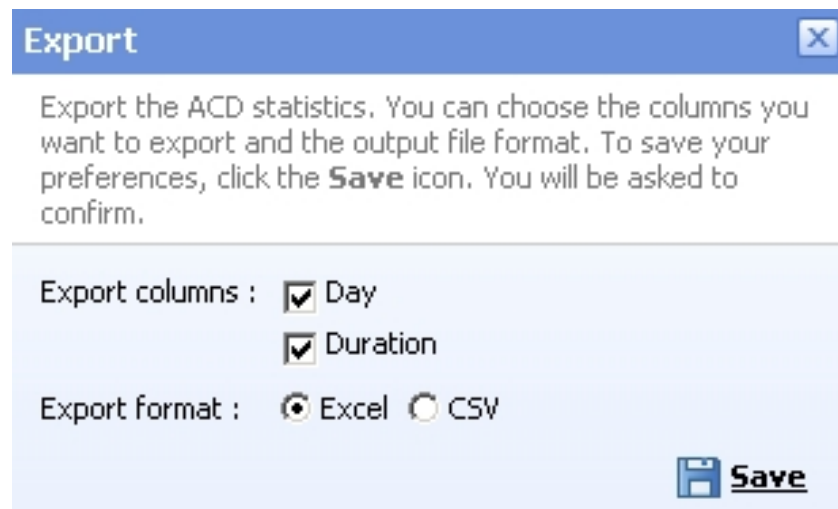 Export
Export the ACD statistics. You can choose the columns you
want to export and the output file format. To save your
preferences, click the Save icon. You will be asked to
confirm.
Export columns : Day
Duration
Export format : Excel CSV
Save